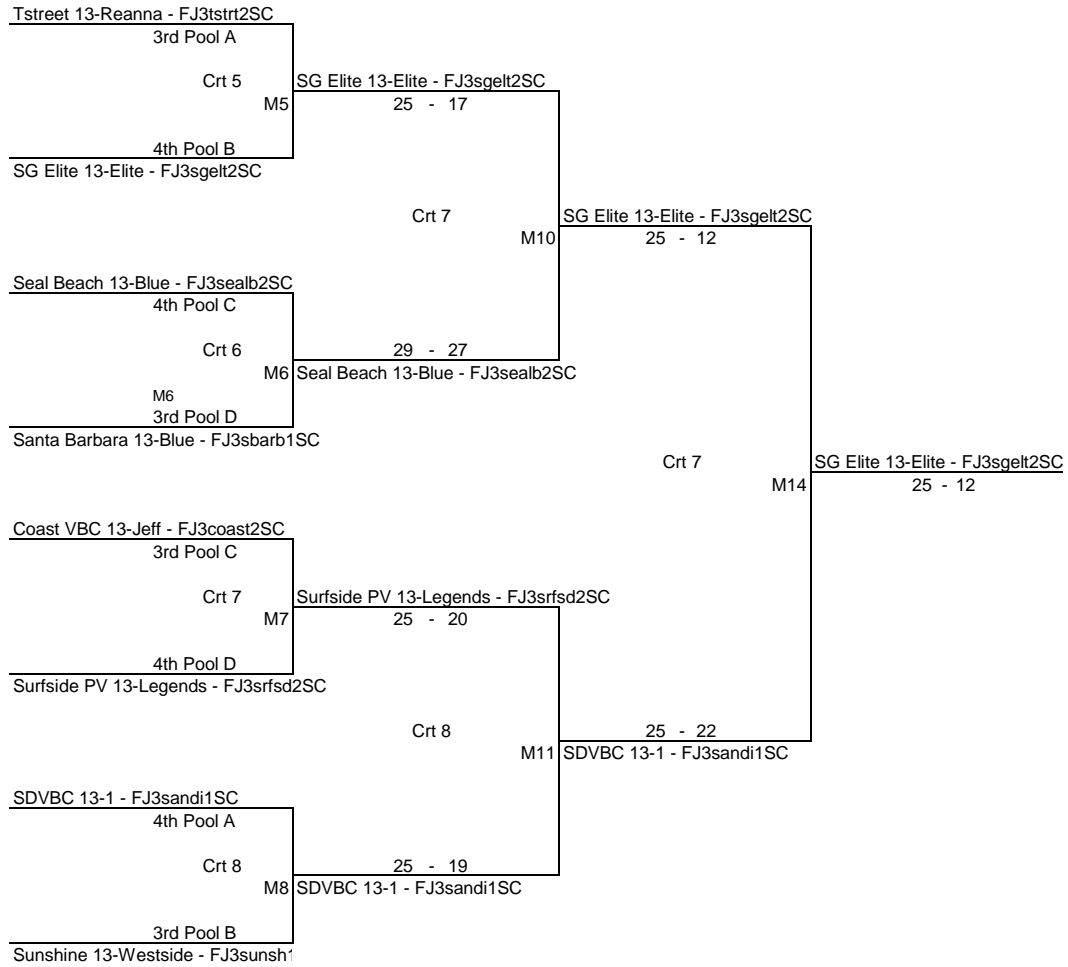 Tstreet 13-Reanna - FJ3tstrt2SC
3rd Pool A
Crt 5
SG Elite 13-Elite - FJ3sgelt2SC
M5
25 - 17
4th Pool B
SG Elite 13-Elite - FJ3sgelt2SC
Crt 7
SG Elite 13-Elite - FJ3sgelt2SC
M10
25 - 12
Seal Beach 13-Blue - FJ3sealb2SC
4th Pool C
Crt 6
29 - 27
M6
Seal Beach 13-Blue - FJ3sealb2SC
M6
3rd Pool D
Santa Barbara 13-Blue - FJ3sbarb1SC
Crt 7
SG Elite 13-Elite - FJ3sgelt2SC
M14
25 - 12
Coast VBC 13-Jeff - FJ3coast2SC
3rd Pool C
Crt 7
Surfside PV 13-Legends - FJ3srfsd2SC
M7
25 - 20
4th Pool D
Surfside PV 13-Legends - FJ3srfsd2SC
Crt 8
25 - 22
M11
SDVBC 13-1 - FJ3sandi1SC
SDVBC 13-1 - FJ3sandi1SC
4th Pool A
Crt 8
25 - 19
M8
SDVBC 13-1 - FJ3sandi1SC
3rd Pool B
Sunshine 13-Westside - FJ3sunsh1